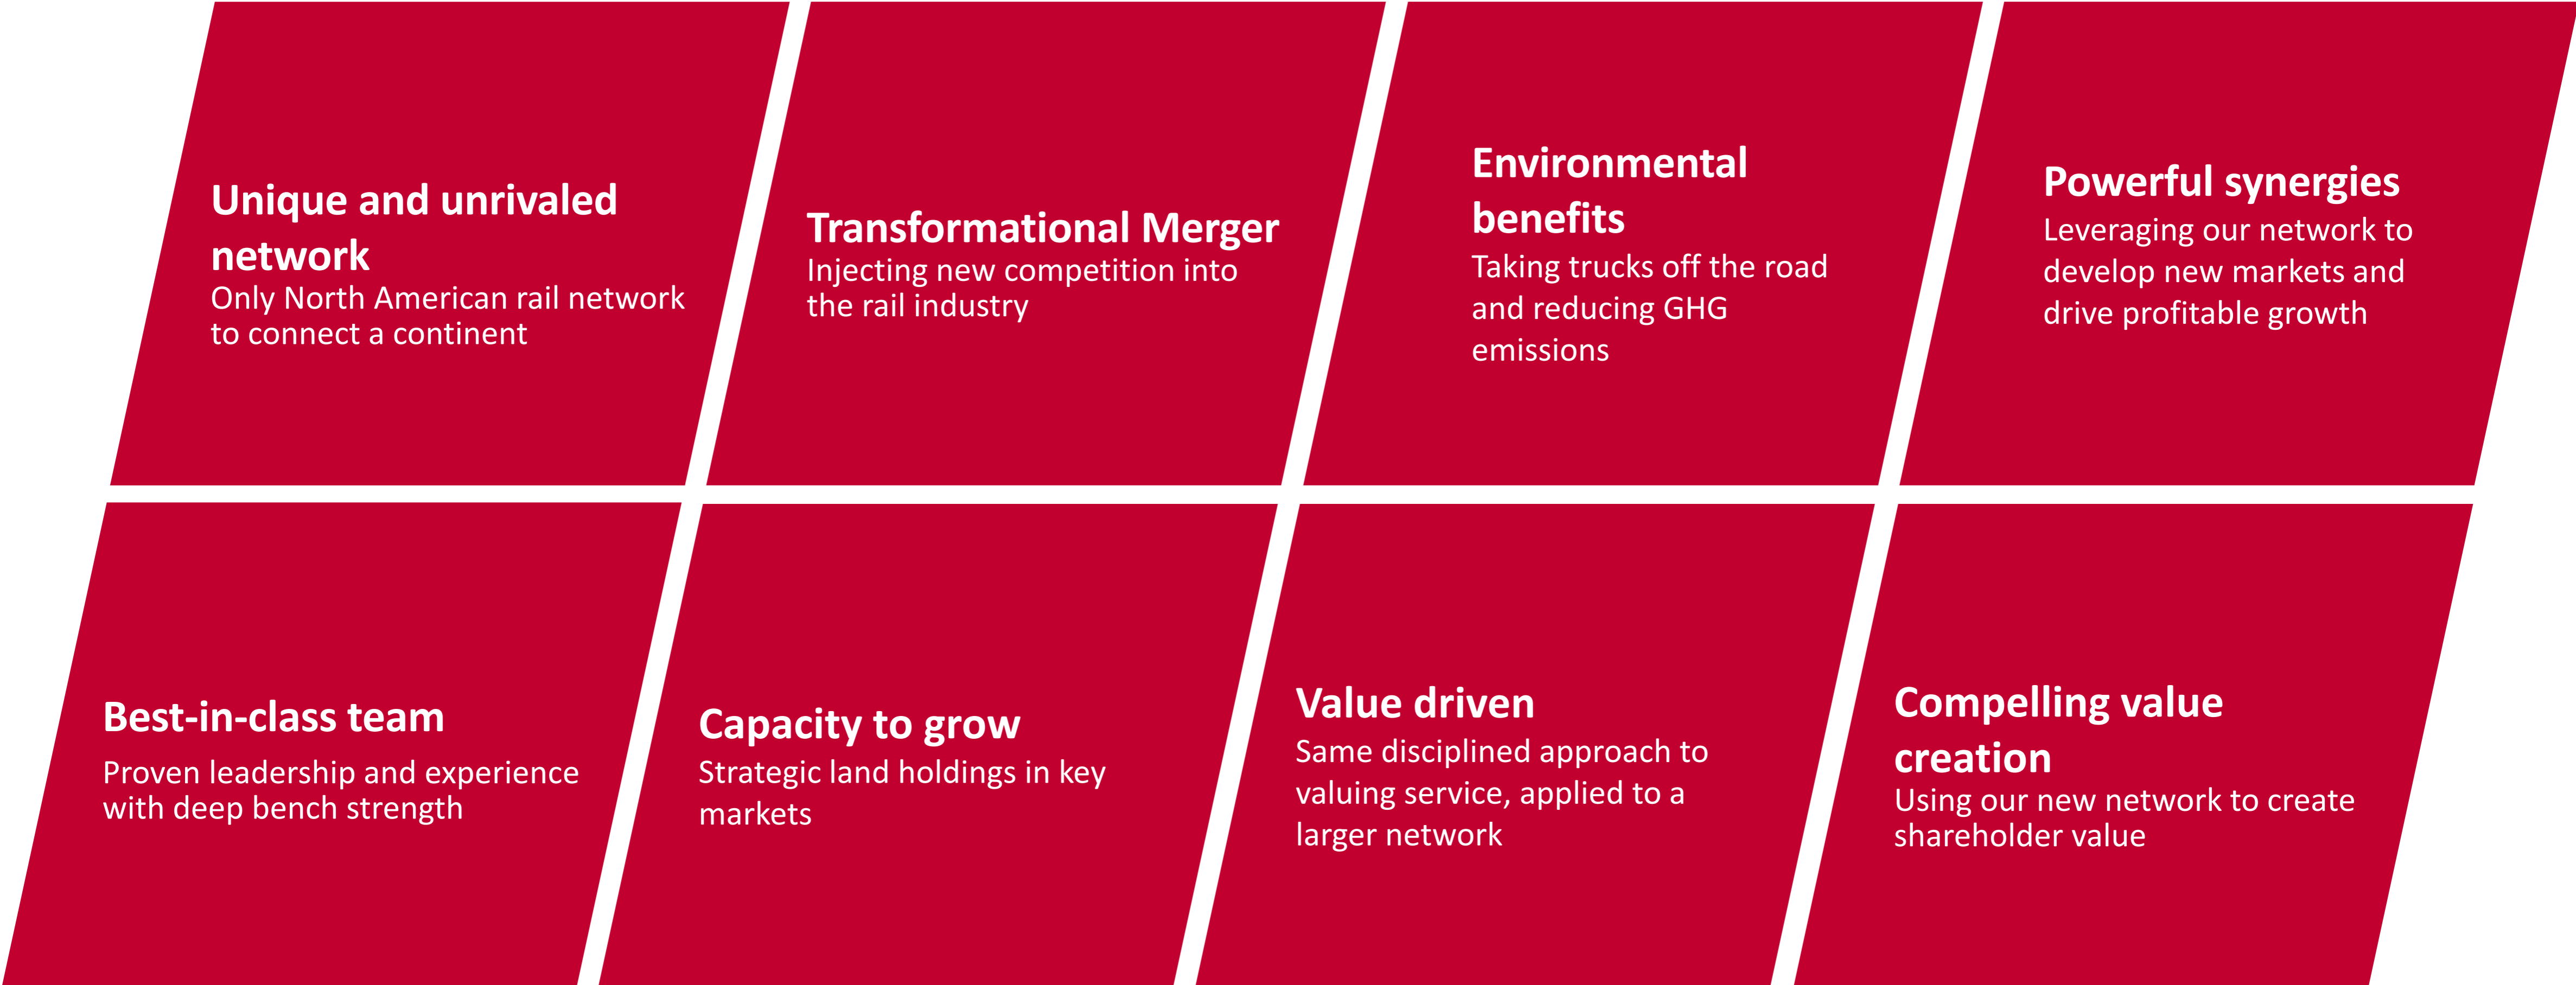 Unique and unrivaled
network
Only North American rail network
to connect a continent
Transformational Merger
Injecting new competition into
the rail industry
Environmental
benefits
Taking trucks off the road
and reducing GHG
emissions
Powerful synergies
Leveraging our network to
develop new markets and
drive profitable growth
Best-in-class team
Proven leadership and experience
with deep bench strength
Capacity to grow
Strategic land holdings in key
markets
Value driven
Same disciplined approach to
valuing service, applied to a
larger network
Compelling value
creation
Using our new network to create
shareholder value